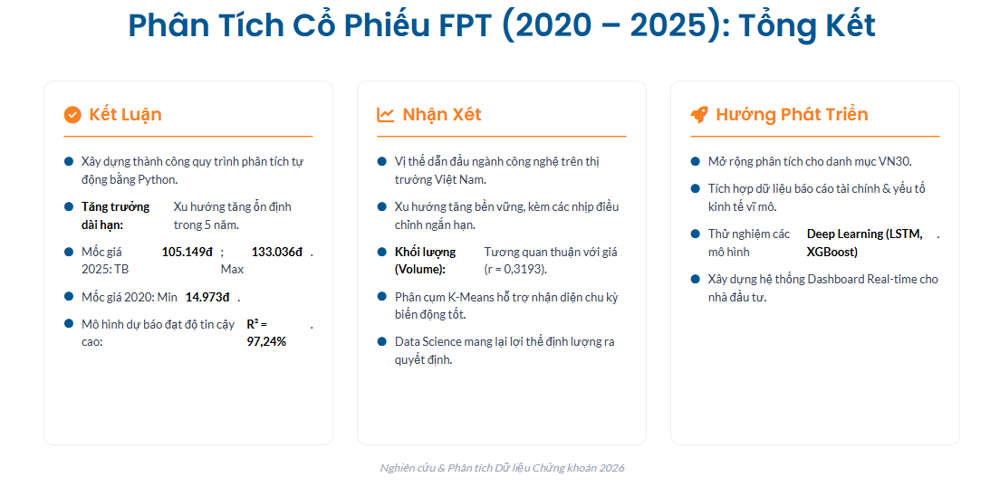 Phân Tích Cổ Phiếu FPT (2020 – 2025): Tổng Kết
Kết Luận
Xây dựng thành công quy trình phân tích tự
động bằng Python.
Tăng trưởng dài hạn: Xu hướng tăng ổn định
trong 5 năm.
Mốc giá 2025: TB 105.149đ ; Max 133.036đ .
Mốc giá 2020: Min 14.973đ .
Mô hình dự báo đạt độ tin cậy cao: R² = 97,24% .
Nhận Xét
Vị thế dẫn đầu ngành công nghệ trên thị
trường Việt Nam.
Xu hướng tăng bền vững, kèm các nhịp điều
chỉnh ngắn hạn.
Khối lượng (Volume): Tương quan thuận với giá
(r = 0,3193).
Phân cụm K-Means hỗ trợ nhận diện chu kỳ
biến động tốt.
Data Science mang lại lợi thế định lượng ra
quyết định.
Hướng Phát Triển
Mở rộng phân tích cho danh mục VN30.
Tích hợp dữ liệu báo cáo tài chính & yếu tố
kinh tế vĩ mô.
Thử nghiệm các mô hình Deep Learning (LSTM, XGBoost) .
Xây dựng hệ thống Dashboard Real-time cho
nhà đầu tư.
Nghiên cứu & Phân tích Dữ liệu Chứng khoán 2026